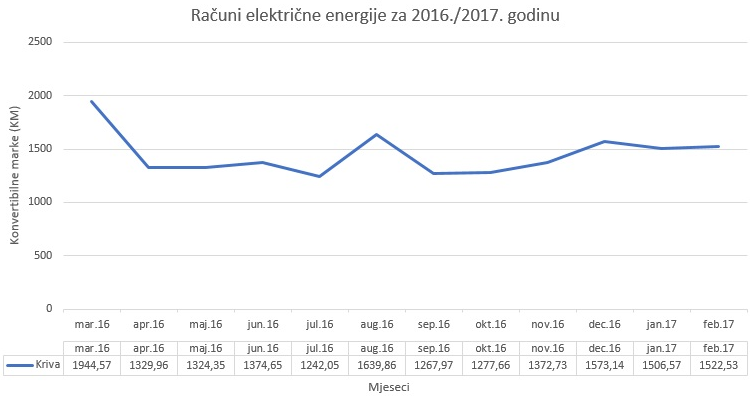 Računi električne energije za 2016./2017. godinu
2500
2000
1500
1000
500
0
Konvertibilne marke (KM)
mar.16 apr.16 maj.16 jun.16 jul.16 aug.16 sep.16 okt.16 nov.16 dec.16 jan.17 feb.17
mar.16 apr.16 maj.16 jun.16 jul.16 aug.16 sep.16 okt.16 nov.16 dec.16 jan.17 feb.17
Kriva 1944,57 1329,96 1324,35 1374,65 1242,05 1639,86 1267,97 1277,66 1372,73 1573,14 1506,57 1522,53
Mjeseci